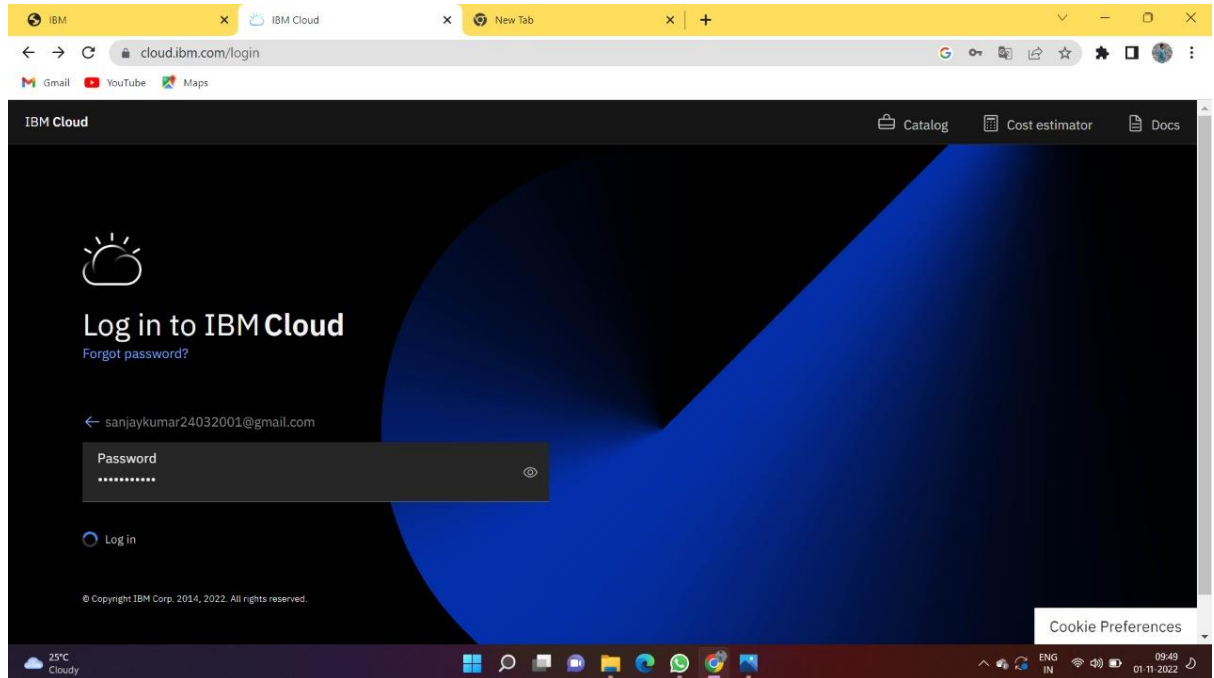 IBM
IBM Cloud
New Tab
cloud.ibm.com/login
Gmail YouTube Maps
IBM Cloud
Catalog
Cost estimator
Docs
Log in to IBM Cloud
Forgot password?
← sanjaykumar24032001@gmail.com
Password
•••••••••••
Log in
© Copyright IBM Corp. 2014, 2022. All rights reserved.
Cookie Preferences
25°C
Cloudy
ENG
IN
09:49
01-11-2022